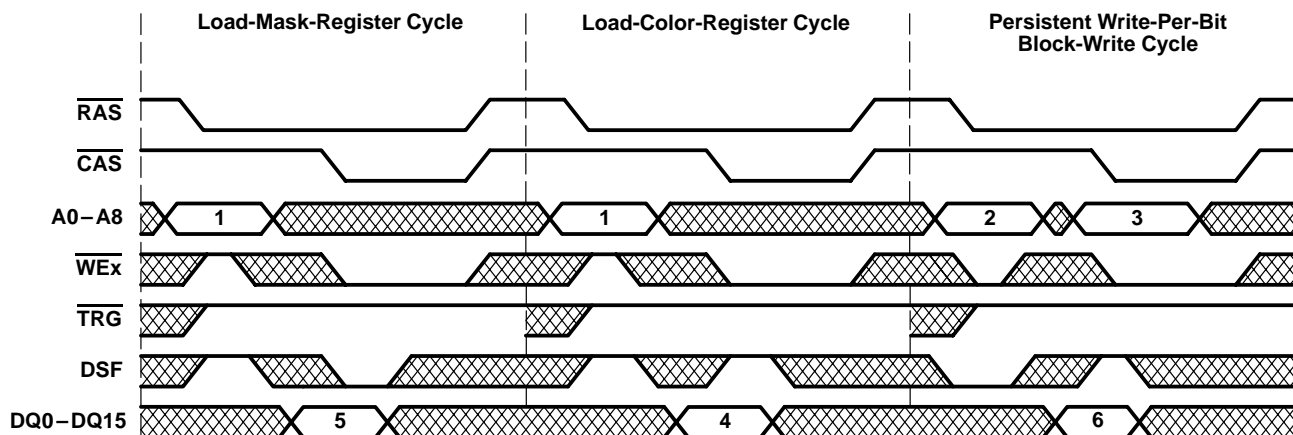 Load-Mask-Register Cycle
Load-Color-Register Cycle
Persistent Write-Per-Bit
Block-Write Cycle
RAS
CAS
A0–A8
1
1
2
3
WEx
TRG
DSF
DQ0–DQ15
5
4
6